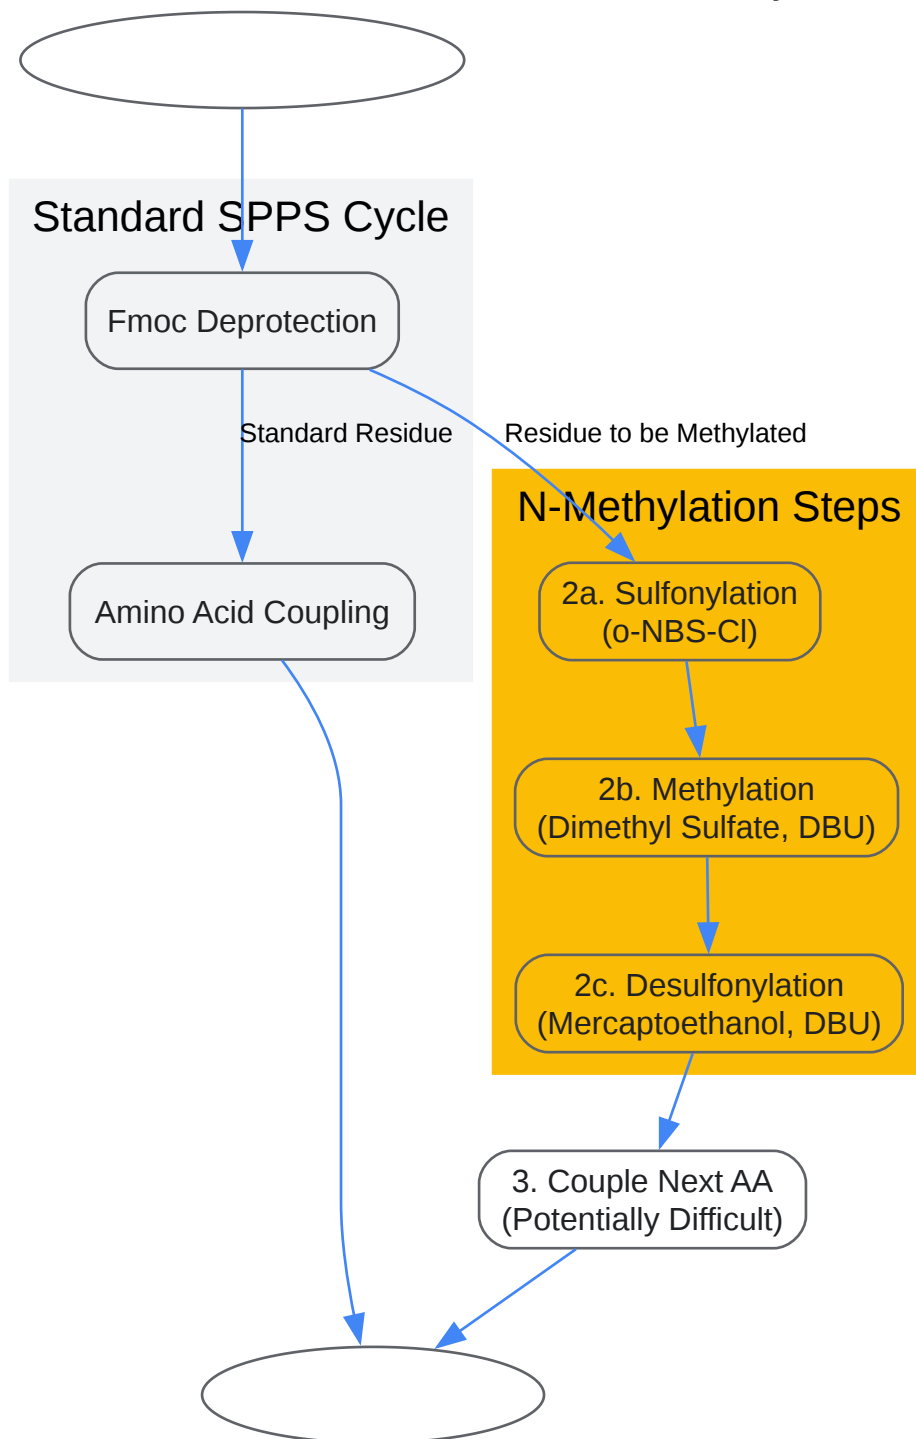 Standard SPPS Cycle
Fmoc Deprotection
Standard Residue
Residue to be Methylated
N-Methylation Steps
Amino Acid Coupling
2a. Sulfonylation
(o-NBS-Cl)
2b. Methylation
(Dimethyl Sulfate, DBU)
2c. Desulfonylation
(Mercaptoethanol, DBU)
3. Couple Next AA
(Potentially Difficult)